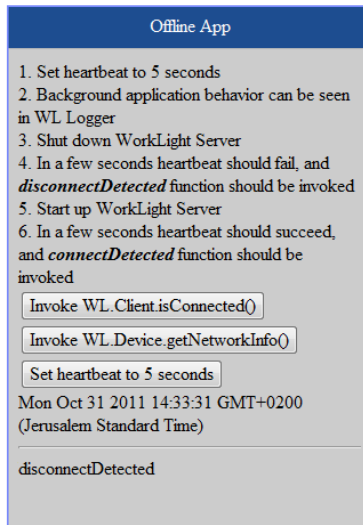 Offline App
1. Set heartbeat to 5 seconds
2. Background application behavior can be seen
in WL Logger
3. Shut down WorkLight Server
4. In a few seconds heartbeat should fail, and
disconnectDetected function should be invoked
5. Start up WorkLight Server
6. In a few seconds heartbeat should succeed,
and connectDetected function should be
invoked
Invoke WL.Client.isConnected()
Invoke WL.Device.getNetworkInfo()
Set heartbeat to 5 seconds
Mon Oct 31 2011 14:33:31 GMT+0200
(Jerusalem Standard Time)
disconnectDetected